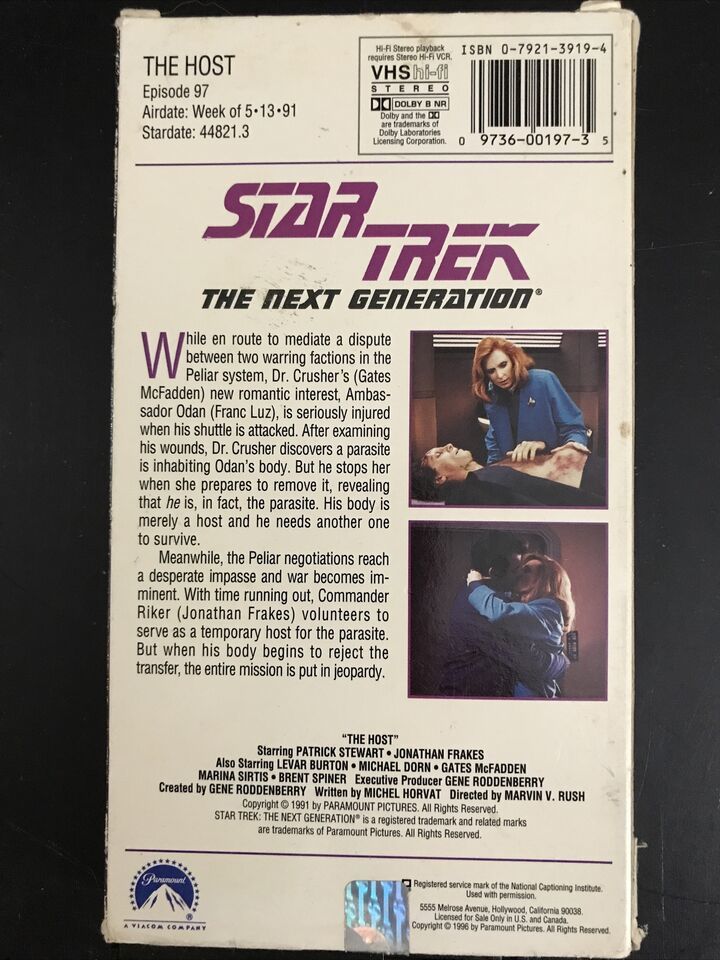 THE HOST
Episode 97
Airdate: Week of 5•13•91
Stardate: 44821.3
Hi-Fi Stereo playback
requires Stereo Hi-Fi VCR.
VHS hi-fi
STEREO
DOLBY B NR
Dolby and the
are trademarks of
Dolby Laboratories
Licensing Corporation.
ISBN 0-7921-3919-4
0 9736-00197-3 5
STAR TREK
THE NEXT GENERATION®
While en route to mediate a dispute
between two warring factions in the
Peliar system, Dr. Crusher's (Gates
McFadden) new romantic interest, Ambas-
sador Odan (Franc Luz), is seriously injured
when his shuttle is attacked. After examining
his wounds, Dr. Crusher discovers a parasite
is inhabiting Odan's body. But he stops her
when she prepares to remove it, revealing
that he is, in fact, the parasite. His body is
merely a host and he needs another one
to survive.
Meanwhile, the Peliar negotiations reach
a desperate impasse and war becomes im-
minent. With time running out, Commander
Riker (Jonathan Frakes) volunteers to
serve as a temporary host for the parasite.
But when his body begins to reject the
transfer, the entire mission is put in jeopardy.
"THE HOST"
Starring PATRICK STEWART • JONATHAN FRAKES
Also Starring LEVAR BURTON • MICHAEL DORN • GATES McFADDEN
MARINA SIRTIS • BRENT SPINER Executive Producer GENE RODDENBERRY
Created by GENE RODDENBERRY Written by MICHEL HORVAT Directed by MARVIN V. RUSH
Copyright © 1991 by PARAMOUNT PICTURES. All Rights Reserved.
STAR TREK: THE NEXT GENERATION® is a registered trademark and related marks
are trademarks of Paramount Pictures. All Rights Reserved.
Paramount
®
A VIACOM COMPANY
Registered service mark of the National Captioning Institute.
Used with permission.
5555 Melrose Avenue, Hollywood, California 90038.
Licensed for Sale Only in U.S. and Canada.
Copyright © 1996 by Paramount Pictures. All Rights Reserved.